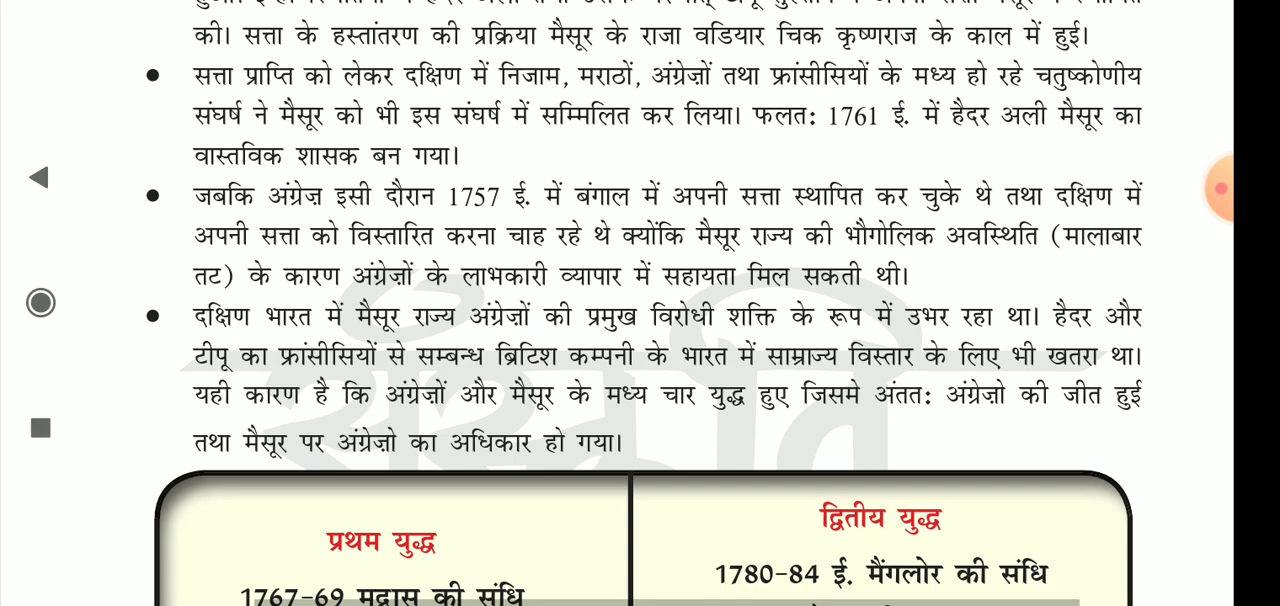 की। सत्ता के हस्तांतरण की प्रक्रिया मैसूर के राजा वडियार चिक कृष्णराज के काल में हुई।
● सत्ता प्राप्ति को लेकर दक्षिण में निजाम, मराठों, अंग्रेज़ों तथा फ्रांसीसियों के मध्य हो रहे चतुष्कोणीय
संघर्ष ने मैसूर को भी इस संघर्ष में सम्मिलित कर लिया। फलत: 1761 ई. में हैदर अली मैसूर का
वास्तविक शासक बन गया।
● जबकि अंग्रेज़ इसी दौरान 1757 ई. में बंगाल में अपनी सत्ता स्थापित कर चुके थे तथा दक्षिण में
अपनी सत्ता को विस्तारित करना चाह रहे थे क्योंकि मैसूर राज्य की भौगोलिक अवस्थिति (मालाबार
तट) के कारण अंग्रेज़ों के लाभकारी व्यापार में सहायता मिल सकती थी।
● दक्षिण भारत में मैसूर राज्य अंग्रेज़ों की प्रमुख विरोधी शक्ति के रूप में उभर रहा था। हैदर और
टीपू का फ्रांसीसियों से सम्बन्ध ब्रिटिश कम्पनी के भारत में साम्राज्य विस्तार के लिए भी खतरा था।
यही कारण है कि अंग्रेज़ों और मैसूर के मध्य चार युद्ध हुए जिसमे अंतत: अंग्रेज़ो की जीत हुई
तथा मैसूर पर अंग्रेज़ो का अधिकार हो गया।
संस्कृति
प्रथम युद्ध
1767-69 मद्रास की संधि
द्वितीय युद्ध
1780-84 ई. मैंगलोर की संधि